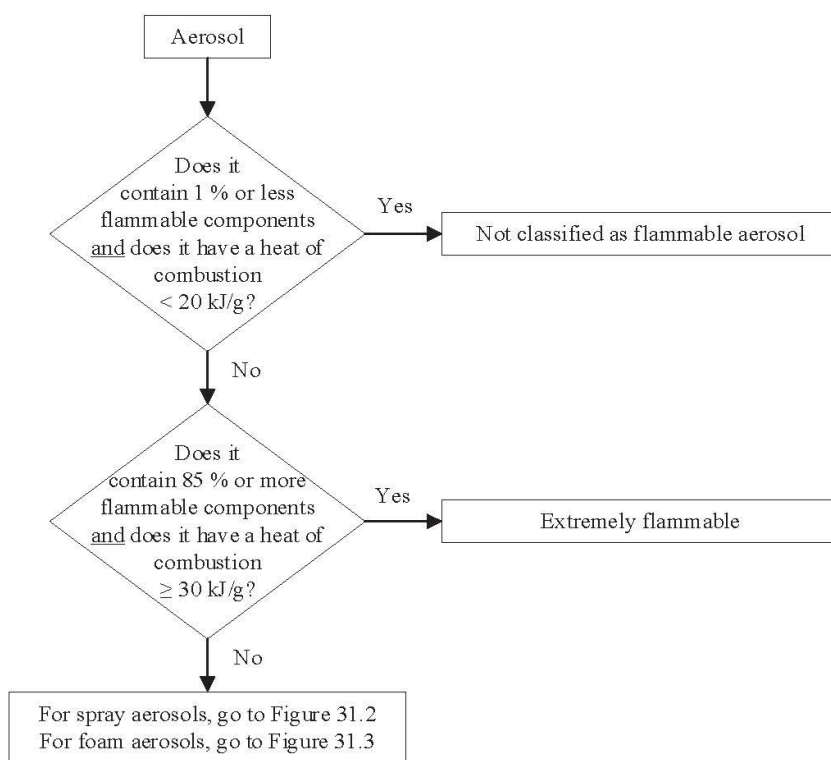 Aerosol
Does it
contain 1 % or less
flammable components
and does it have a heat of
combustion
< 20 kJ/g?
Yes
Not classified as flammable aerosol
No
Does it
contain 85 % or more
flammable components
and does it have a heat of
combustion
≥ 30 kJ/g?
Yes
Extremely flammable
No
For spray aerosols, go to Figure 31.2
For foam aerosols, go to Figure 31.3